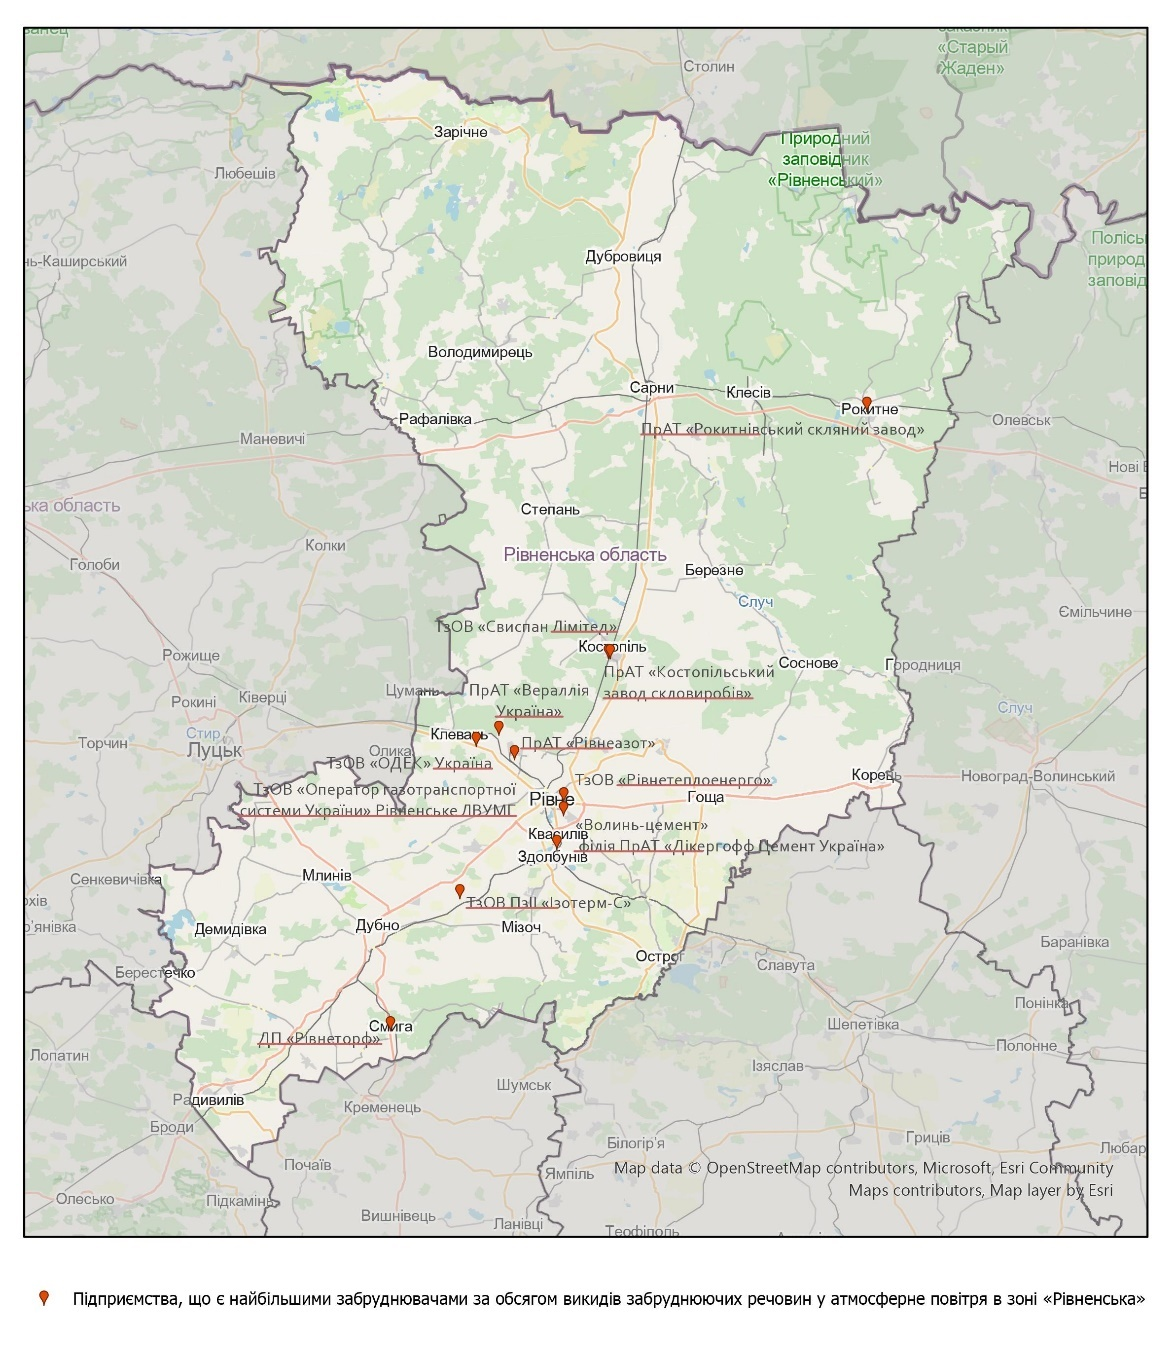 заказник
«Старый
Жаден»
Столин
Зарічне
Природний
заповідник
«Рівненський»
Любешів
Полісь
природ
заповід
нь-Каширський
Дубровиця
Володимирець
Сарни
Клесів
Рокитне
Рафалівка
ПрАТ «Рокитнівський скляний завод»
Олевськ
Маневичі
Нові
ська область
Степань
Колки
Рівненська область
Голоби
Березне
Случ
Ємільчине
ТзОВ «Свиспан Лімітед»
Костопіль
Рожище
Соснове
Городниця
ПрАТ «Костопільський
завод скловиробів»
Цумань
ПрАТ «Вераллія
Україна»
Рокині
Ківерці
Случ
Стир
Клевань
Торчин
Луцьк
Олика
ПрАТ «Рівнеазот»
ТзОВ «ОДЕК» Україна
Корець
Новоград-Волинський
ТзОВ «Рівнетеплоенерго»
ТзОВ «Оператор газотранспортної
системи України» Рівненське ЛВУМГ
Рівне
Гоща
«Волинь-цемент»
Квасилів
філія ПрАТ «Дікергофф Цемент Україна»
Здолбунів
Сенкевичівка
Млинів
ТзОВ ПзІІ «Ізотерм-С»
охів
р'янівка
Демидівка
Дубно
Мізоч
Баранівка
Острог
Славута
Берестечко
Понінка
Шепетівка
Смига
ДП «Рівнеторф»
Полонне
Лопатин
Ізяслав
Шумськ
Радивилів
Кременець
Броди
Гриців
Білогір'я
Любар
Почаїв
Map data © OpenStreetMap contributors, Microsoft, Esri Community
Ямпіль
Maps contributors, Map layer by Esri
Олесько
Підкамінь
Вишнівець
Ланівці
Теофіполь
Підприємства, що є найбільшими забруднювачами за обсягом викидів забруднюючих речовин у атмосферне повітря в зоні «Рівненська»